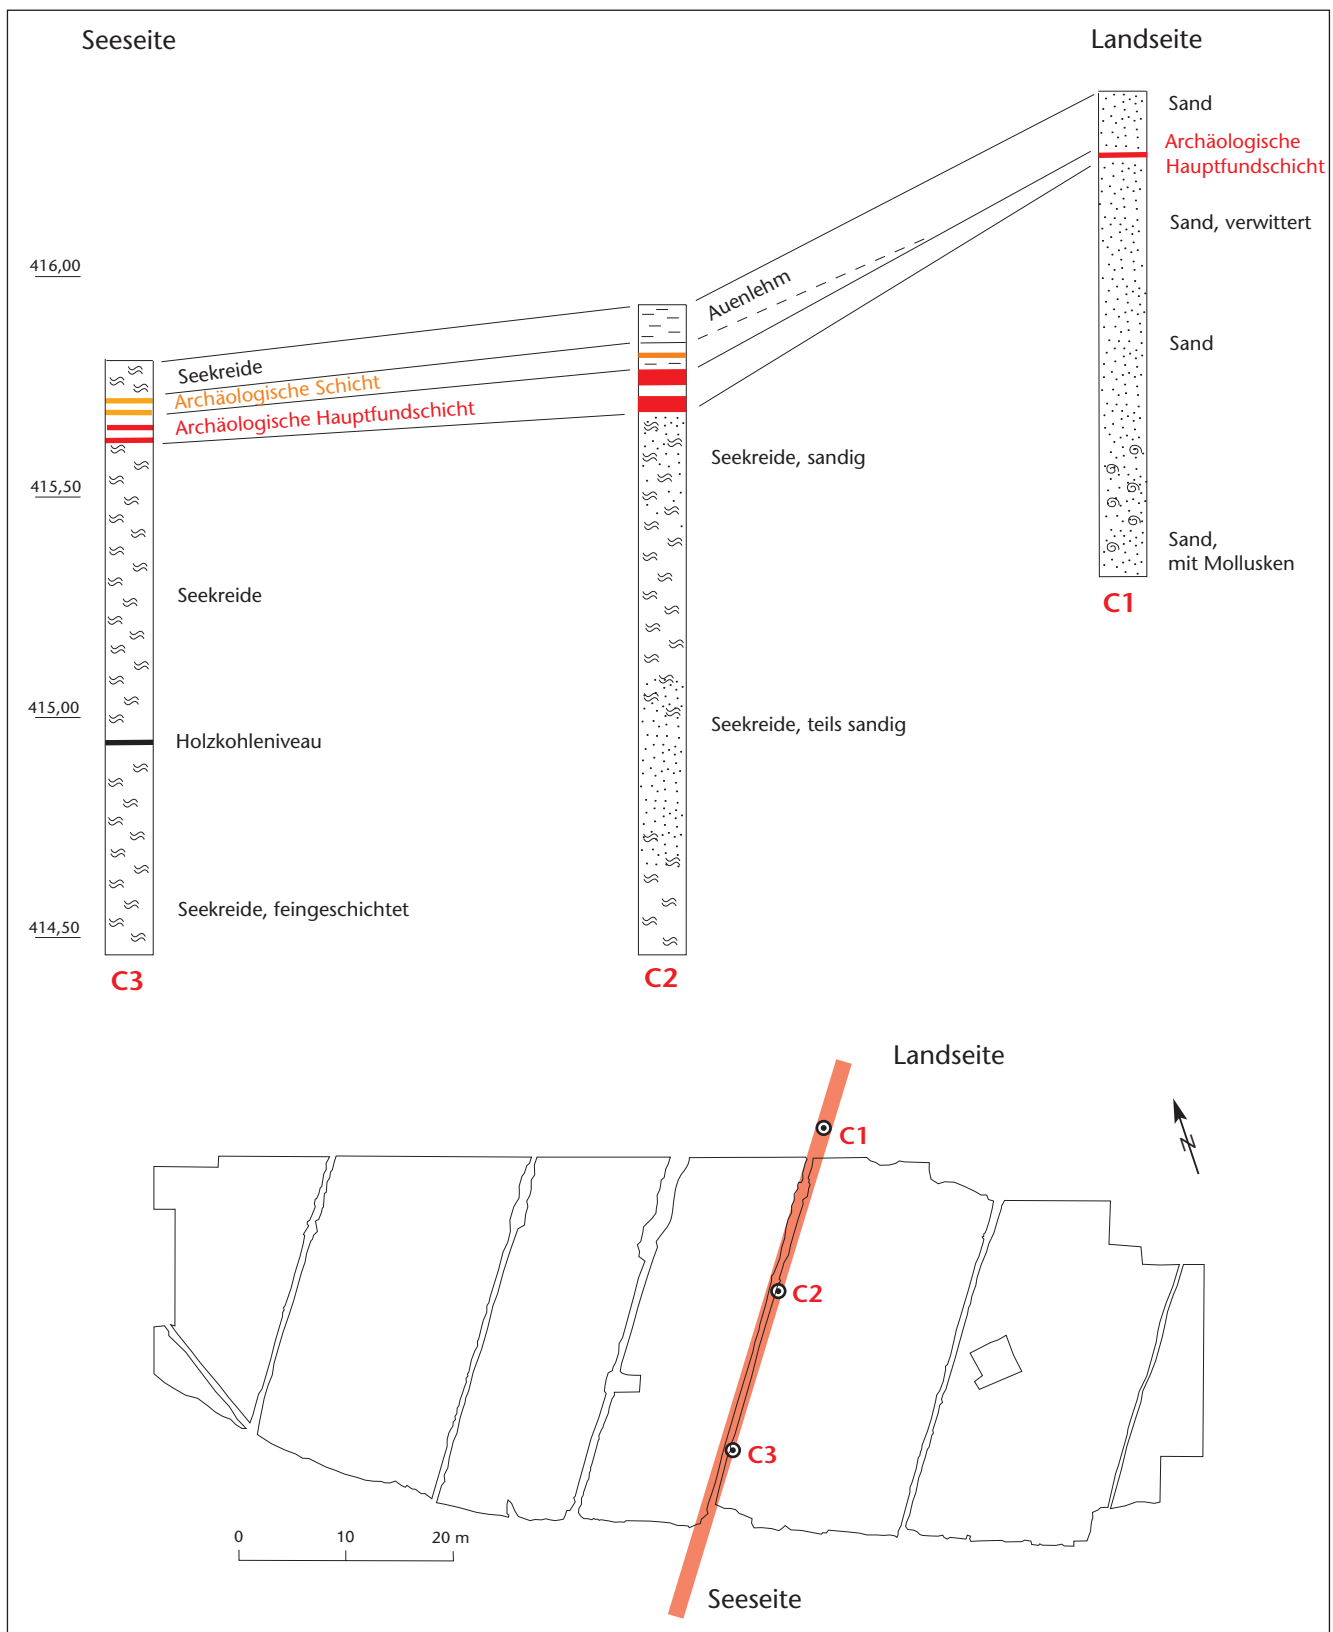 Seeseite
Landseite
Sand
Archäologische
Hauptfundschicht
Sand, verwittert
416,00
Auenlehm
Sand
Seekreide
Archäologische Schicht
Archäologische Hauptfundschicht
Seekreide, sandig
415,50
Sand,
mit Mollusken
Seekreide
C1
415,00
Seekreide, teils sandig
Holzkohleniveau
Seekreide, feingeschichtet
414,50
C3
C2
Landseite
C1
C2
C3
0 10 20 m
Seeseite